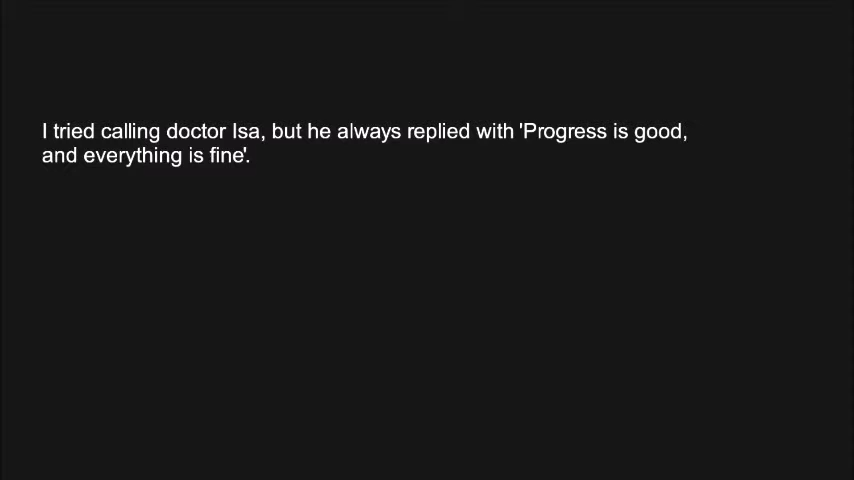 I tried calling doctor Isa, but he always replied with 'Progress is good,
and everything is fine'.